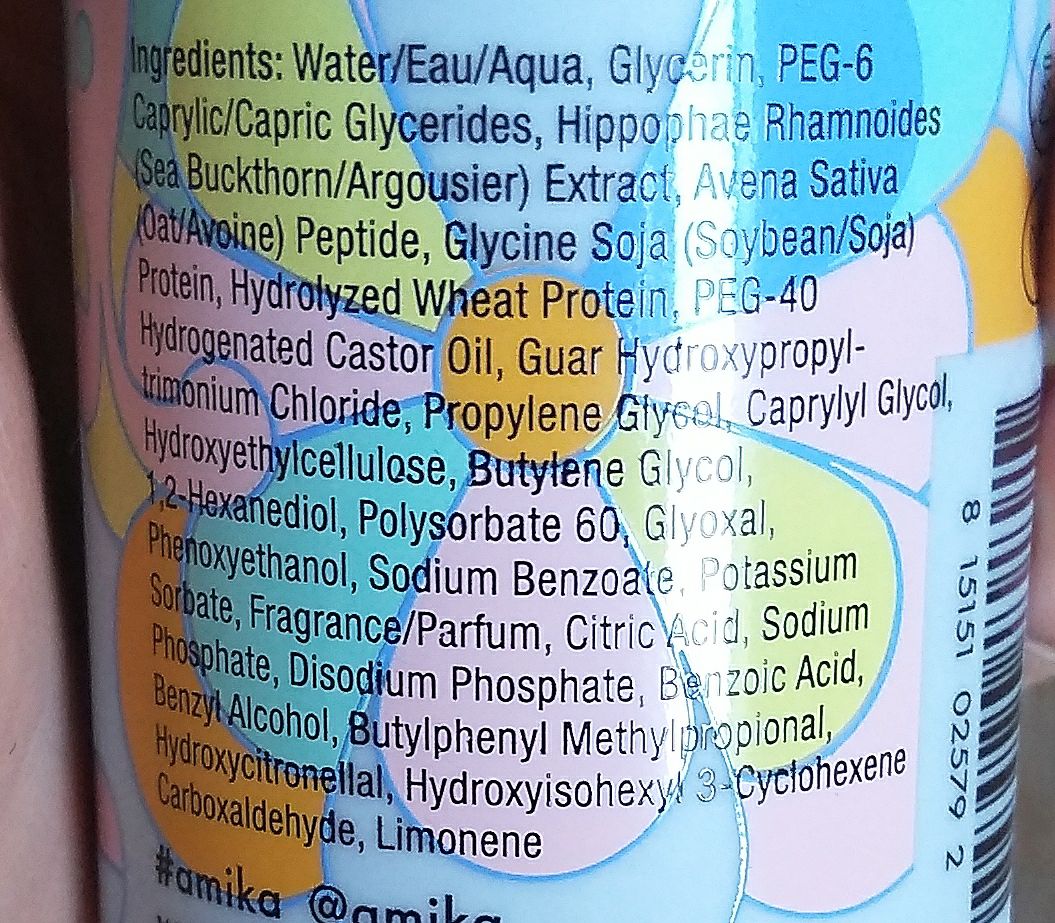 Ingredients: Water/Eau/Aqua, Glycerin, PEG-6
Caprylic/Capric Glycerides, Hippophae Rhamnoides
(Sea Buckthorn/Argousier) Extract, Avena Sativa
(Oat/Avoine) Peptide, Glycine Soja (Soybean/Soja)
Protein, Hydrolyzed Wheat Protein, PEG-40
Hydrogenated Castor Oil, Guar Hydroxypropyl-
trimonium Chloride, Propylene Glycol, Caprylyl Glycol,
Hydroxyethylcellulose, Butylene Glycol,
1,2-Hexanediol, Polysorbate 60, Glyoxal,
Phenoxyethanol, Sodium Benzoate, Potassium
Sorbate, Fragrance/Parfum, Citric Acid, Sodium
Phosphate, Disodium Phosphate, Benzoic Acid,
Benzyl Alcohol, Butylphenyl Methylpropional,
Hydroxycitronellal, Hydroxyisohexyl 3-Cyclohexene
Carboxaldehyde, Limonene
#amika @amika
8 15151 02579 2